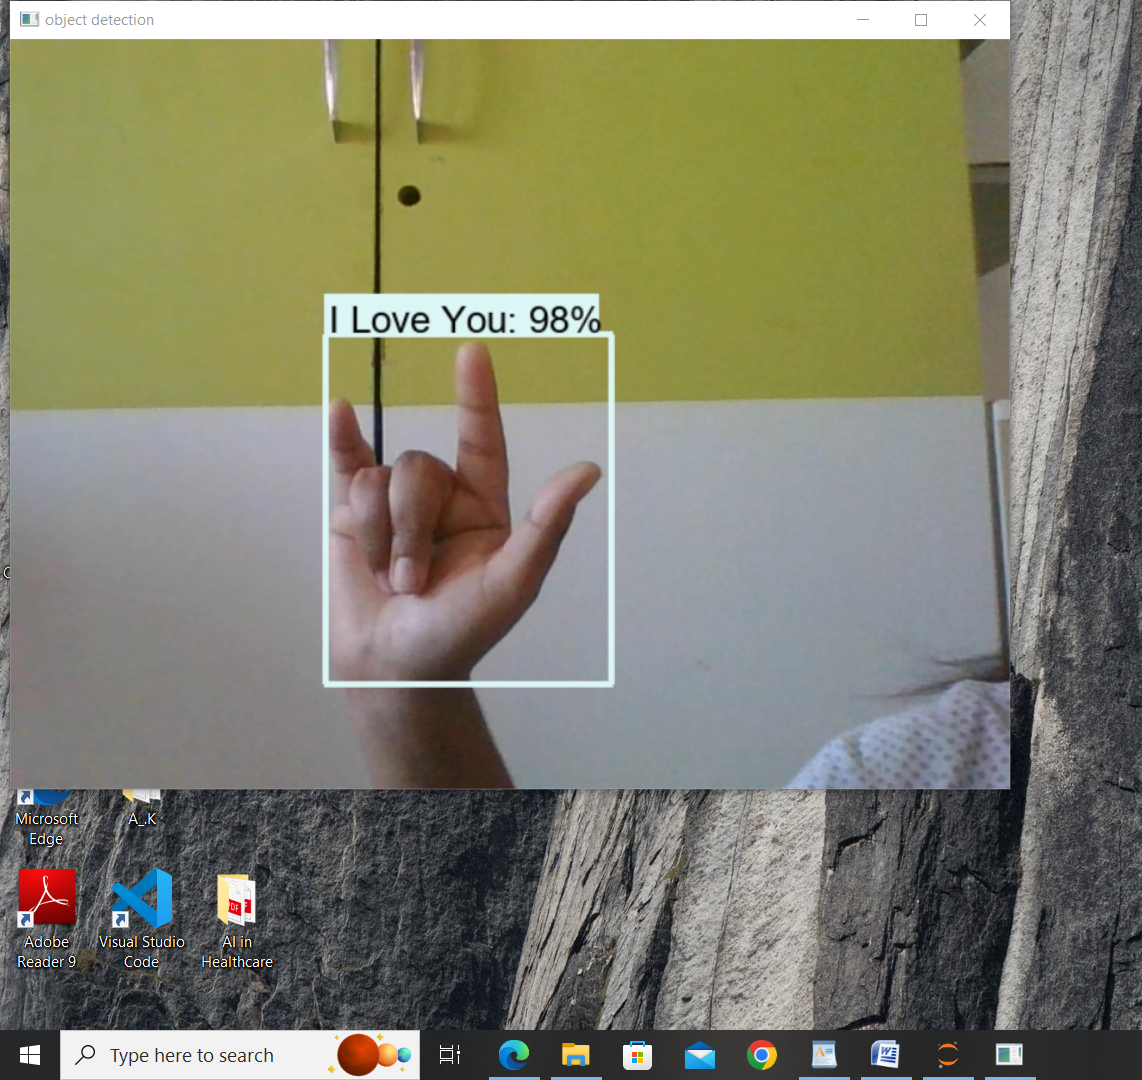 object detection
I Love You: 98%
Microsoft
Edge
A_.K
Adobe
Reader 9
Visual Studio
Code
AI in
Healthcare
Type here to search